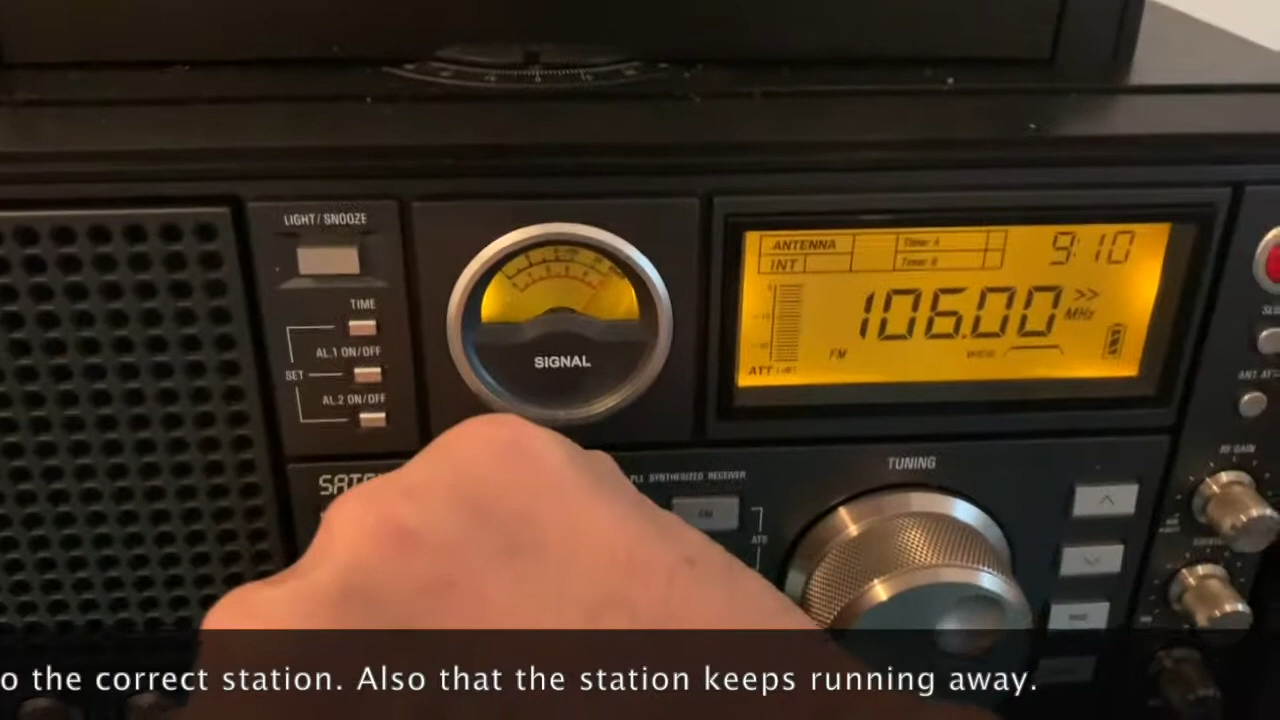 LIGHT/SNOOZE
TIME
AL.1 ON/OFF
SET
AL.2 ON/OFF
SIGNAL
ANTENNA
INT
Timer A
Timer B
9:10
106.00 >>
MHz
FM
ATT
TUNING
SYNTHESIZED RECEIVER
FM
RF GAIN
o the correct station. Also that the station keeps running away.